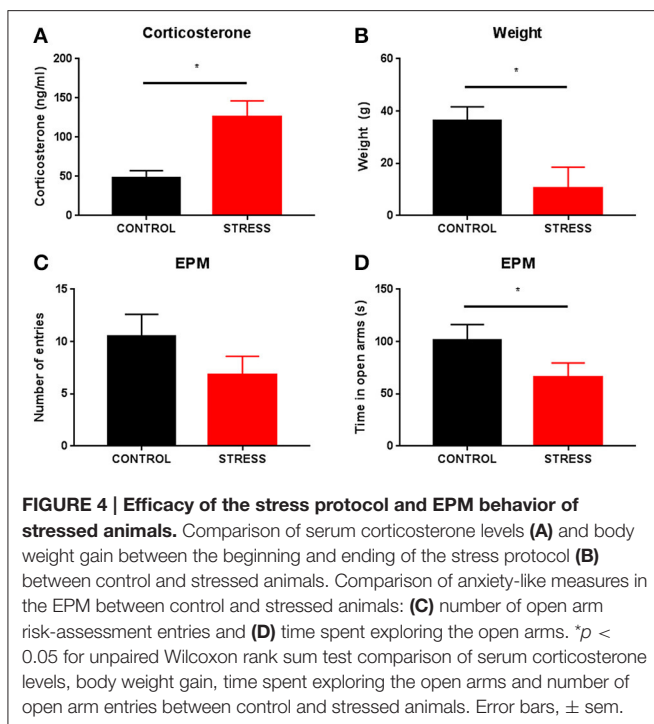 A
Corticosterone
Corticosterone (ng/ml)
200
150
100
50
0
*
CONTROL
STRESS
B
Weight
Weight (g)
60
40
20
0
*
CONTROL
STRESS
C
EPM
Number of entries
15
10
5
0
CONTROL
STRESS
D
EPM
Time in open arms (s)
150
100
50
0
*
CONTROL
STRESS
FIGURE 4 | Efficacy of the stress protocol and EPM behavior of
stressed animals. Comparison of serum corticosterone levels (A) and body
weight gain between the beginning and ending of the stress protocol (B)
between control and stressed animals. Comparison of anxiety-like measures in
the EPM between control and stressed animals: (C) number of open arm
risk-assessment entries and (D) time spent exploring the open arms. *p <
0.05 for unpaired Wilcoxon rank sum test comparison of serum corticosterone
levels, body weight gain, time spent exploring the open arms and number of
open arm entries between control and stressed animals. Error bars, ± sem.